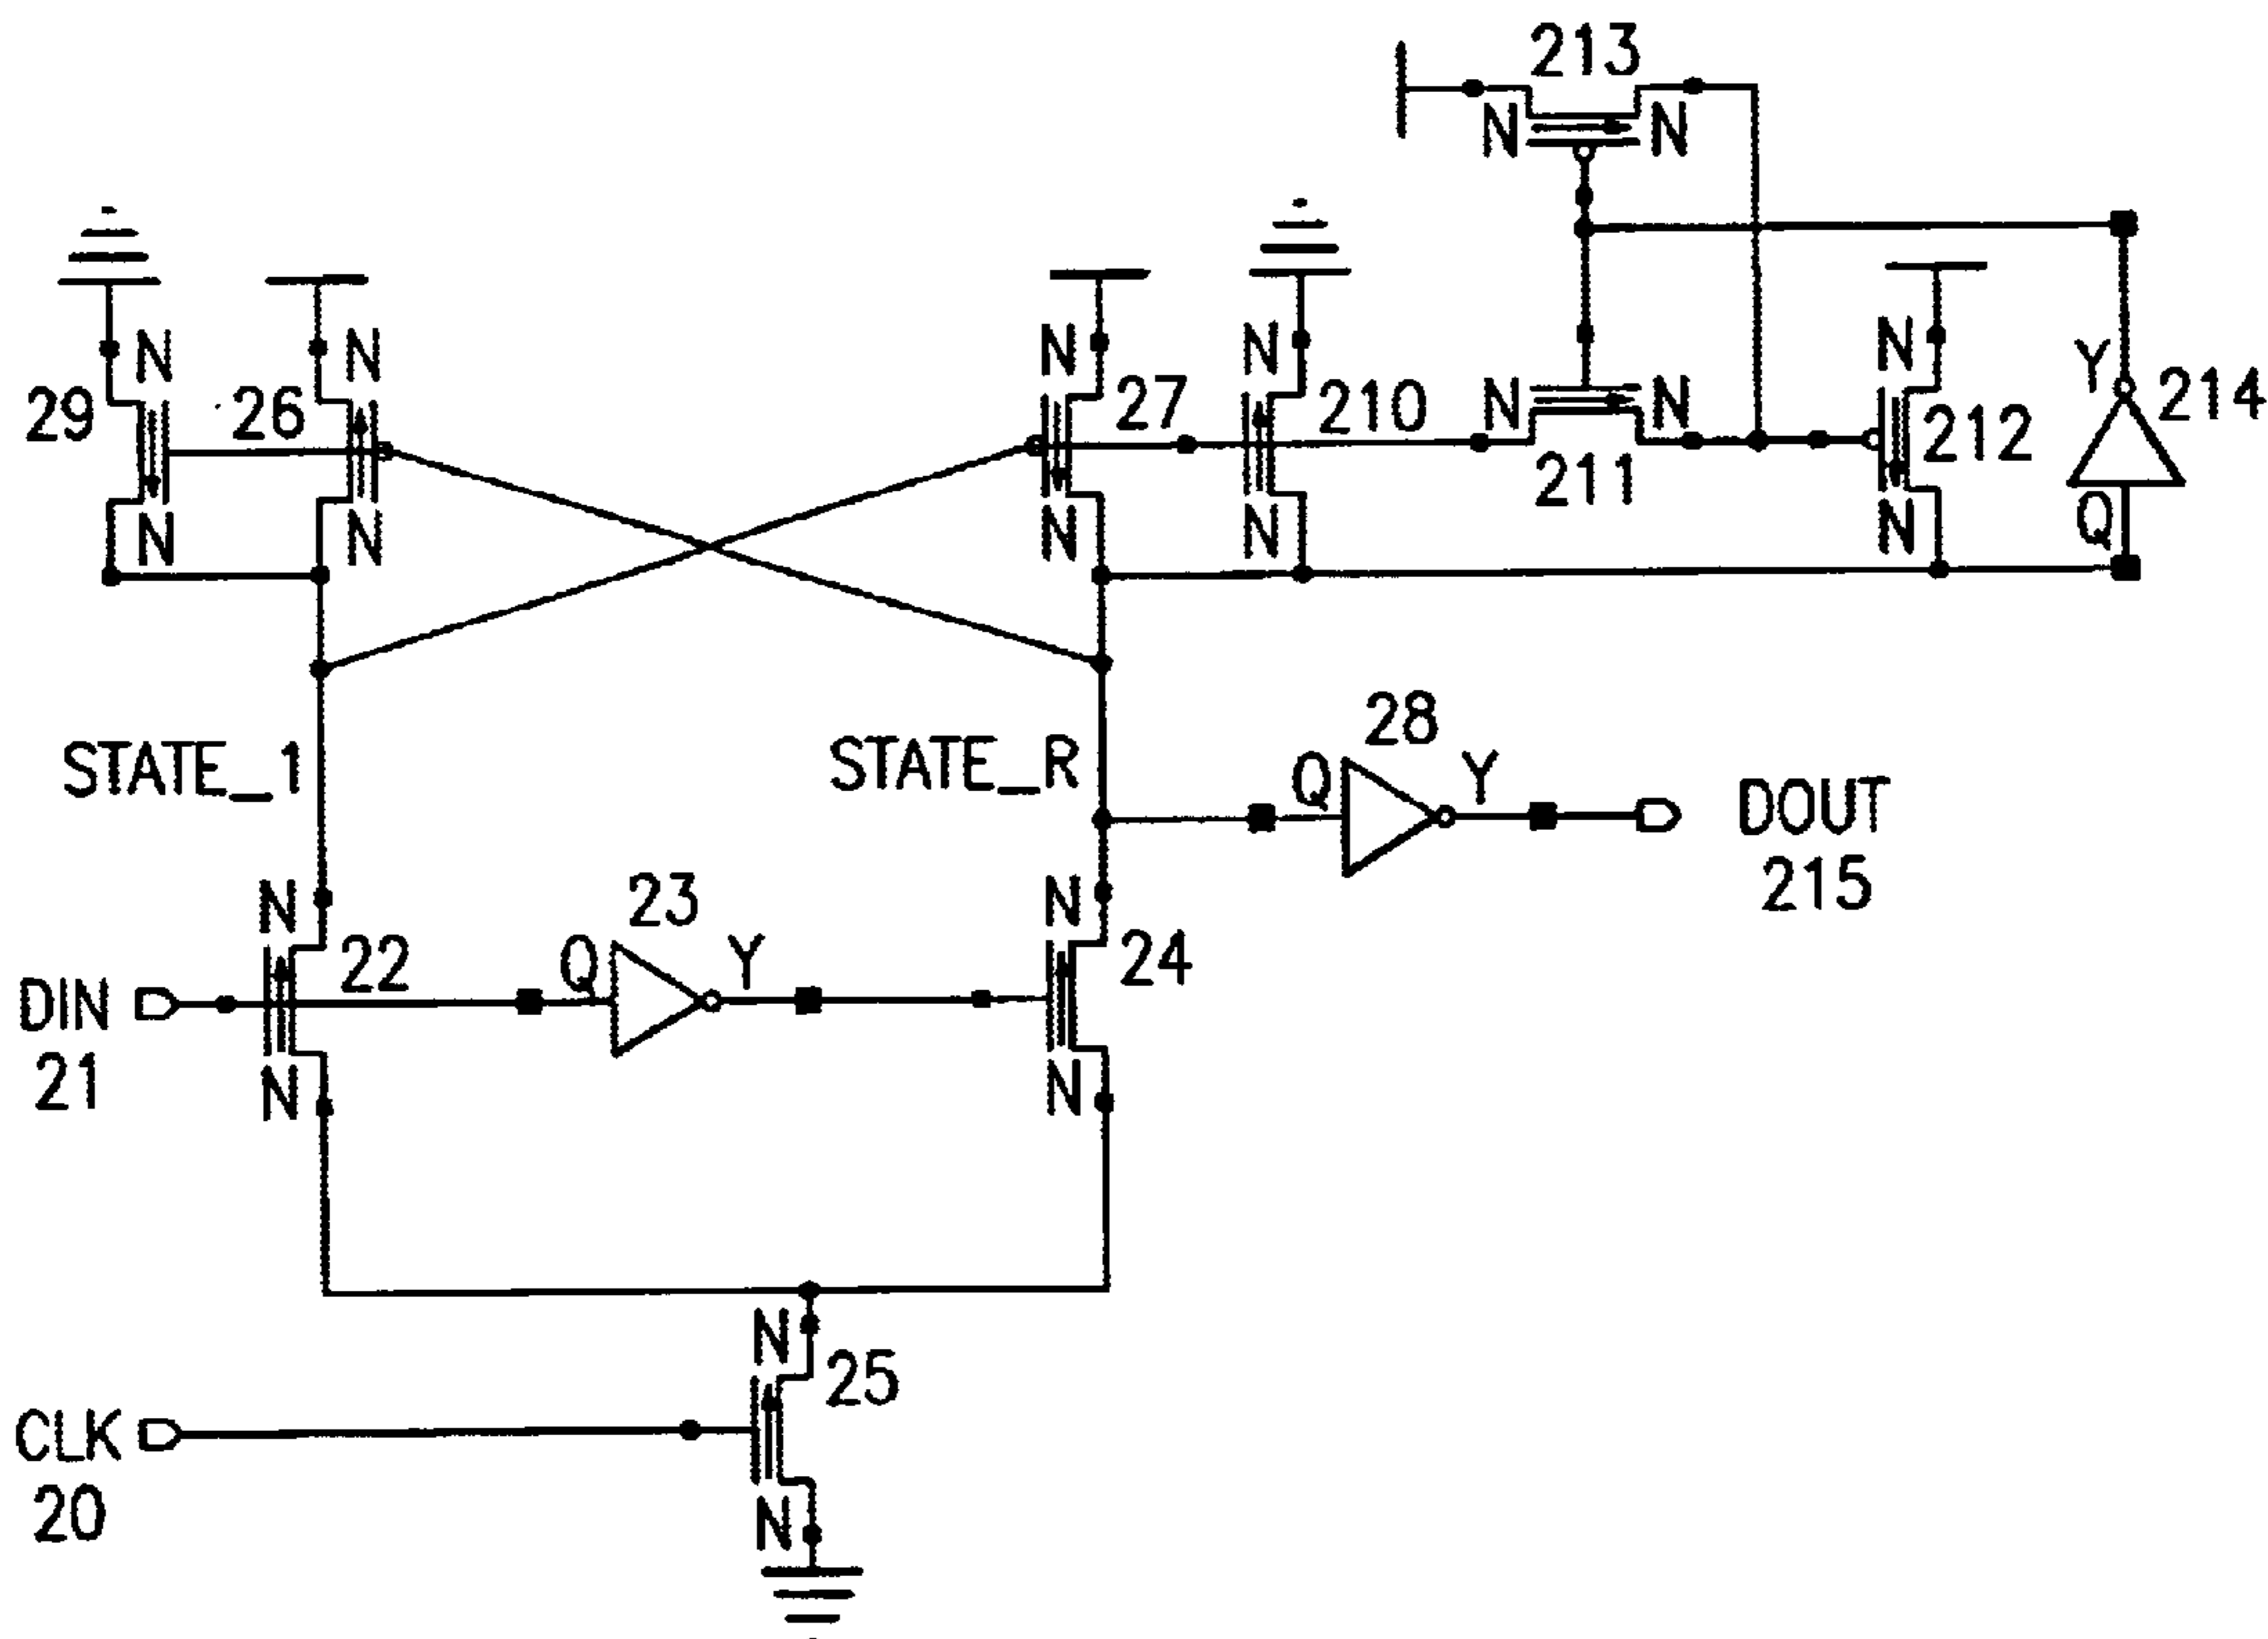 213
N N
N N N N N
29 26 27 210 N N 212 Y 214
211
N N N N N Q
28
STATE_1 STATE_R Q Y DOUT
215
N 23 N
22 Q Y 24
DIN
21 N N
N
25
CLK
20 N